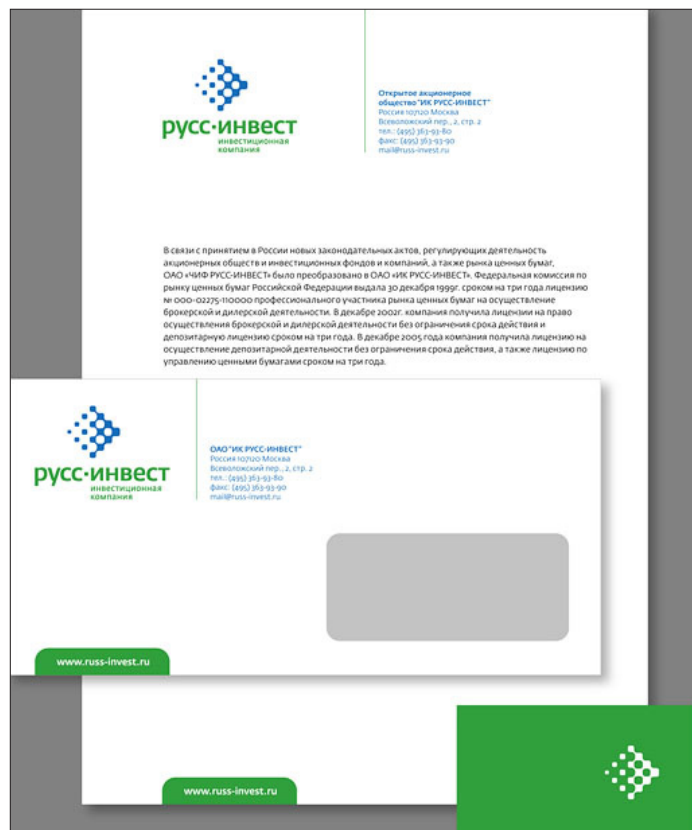 русс·инвест
инвестиционная
компания
Открытое акционерное
общество "ИК РУСС-ИНВЕСТ"
Россия 107120 Москва
Всеволожский пер., 2, стр. 2
тел.: (495) 363-93-80
факс: (495) 363-93-90
mail@russ-invest.ru
В связи с принятием в России новых законодательных актов, регулирующих деятельность
акционерных обществ и инвестиционных фондов и компаний, а также рынка ценных бумаг,
ОАО «ЧИФ РУСС-ИНВЕСТ» было преобразовано в ОАО «ИК РУСС-ИНВЕСТ». Федеральная комиссия по
рынку ценных бумаг Российской Федерации выдала 30 декабря 1999г. сроком на три года лицензию
№ 000-02275-110000 профессионального участника рынка ценных бумаг на осуществление
брокерской и дилерской деятельности. В декабре 2002г. компания получила лицензии на право
осуществления брокерской и дилерской деятельности без ограничения срока действия и
депозитарную лицензию сроком на три года. В декабре 2005 года компания получила лицензию на
осуществление депозитарной деятельности без ограничения срока действия, а также лицензию по
управлению ценными бумагами сроком на три года.
русс·инвест
инвестиционная
компания
ОАО "ИК РУСС-ИНВЕСТ"
Россия 107120 Москва
Всеволожский пер., 2, стр. 2
тел.: (495) 363-93-80
факс: (495) 363-93-90
mail@russ-invest.ru
www.russ-invest.ru
www.russ-invest.ru